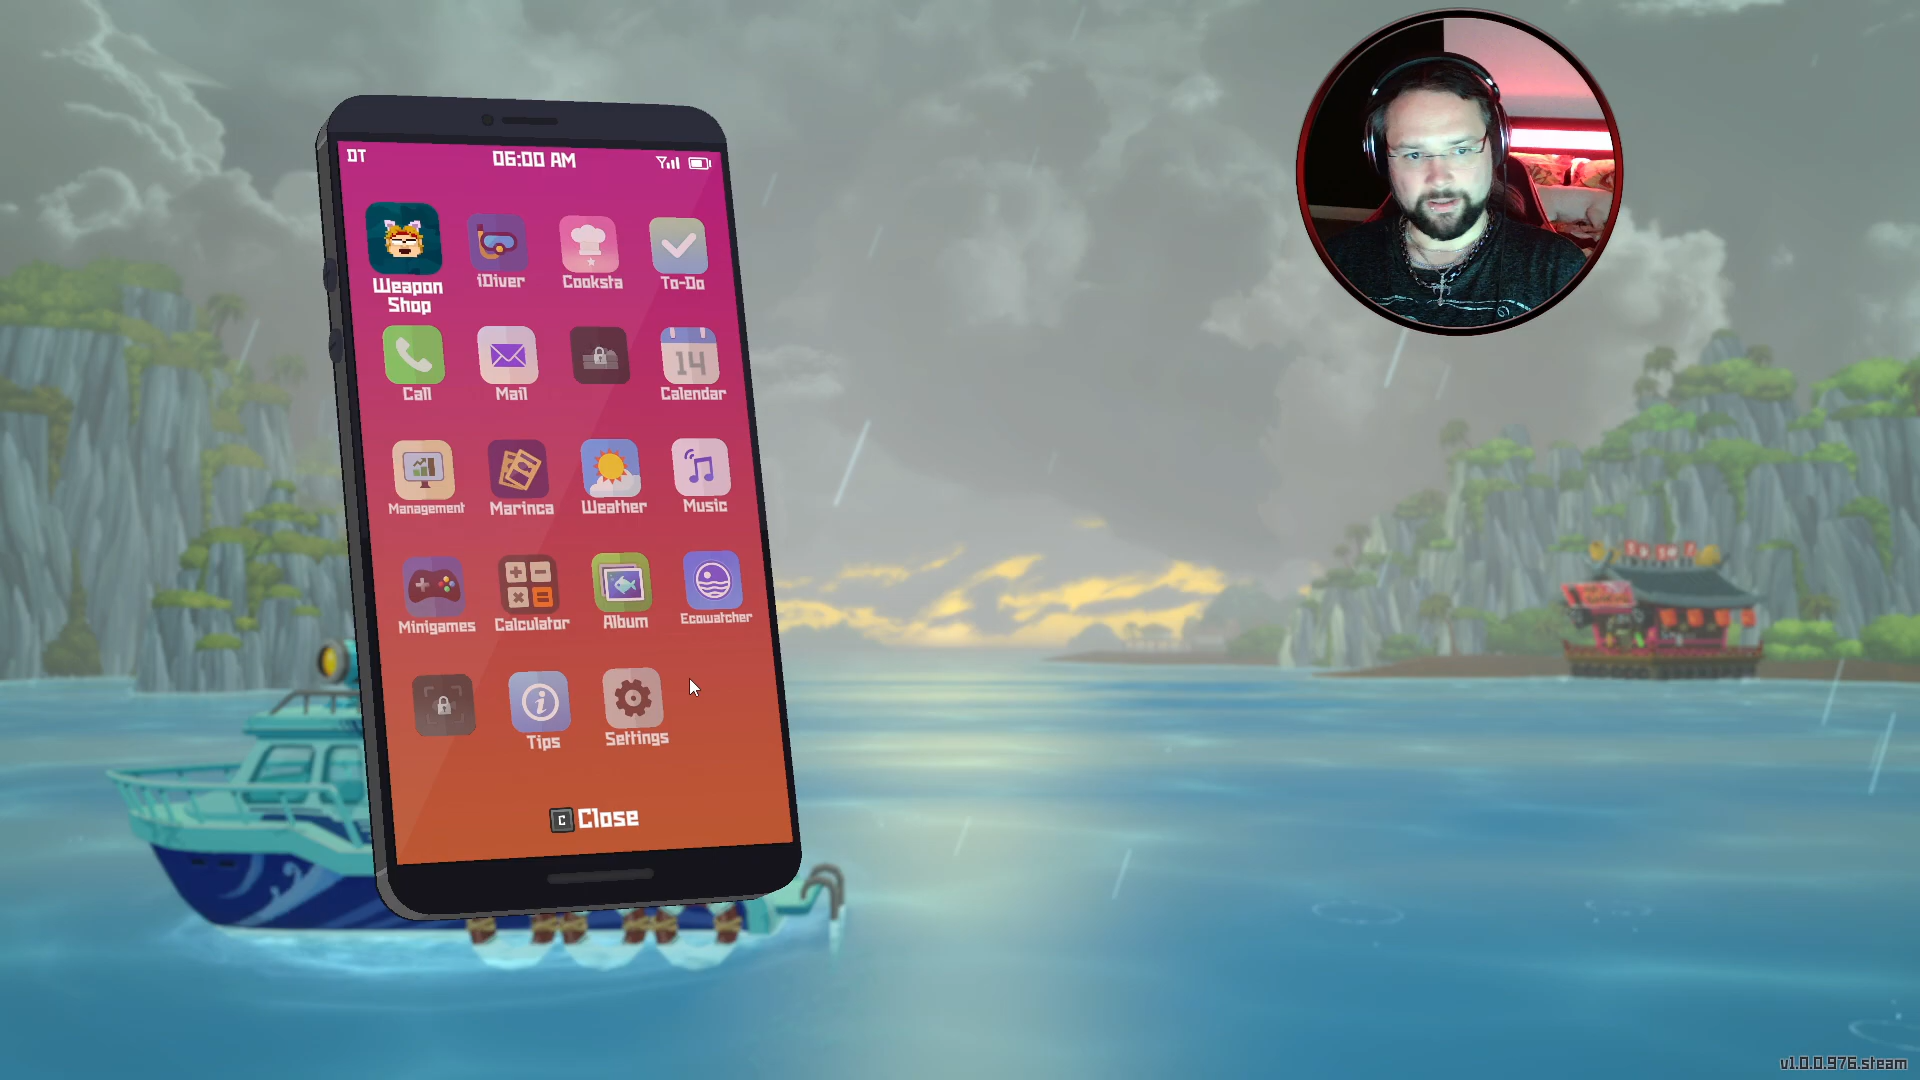 DT
06:00 AM
Weapon
Shop
iDiver
Cooksta
To-Do
Call
Mail
14
Calendar
Management
Marinca
Weather
Music
Minigames
Calculator
Album
Ecowatcher
Tips
Settings
C Close
v1.0.0.976.steam